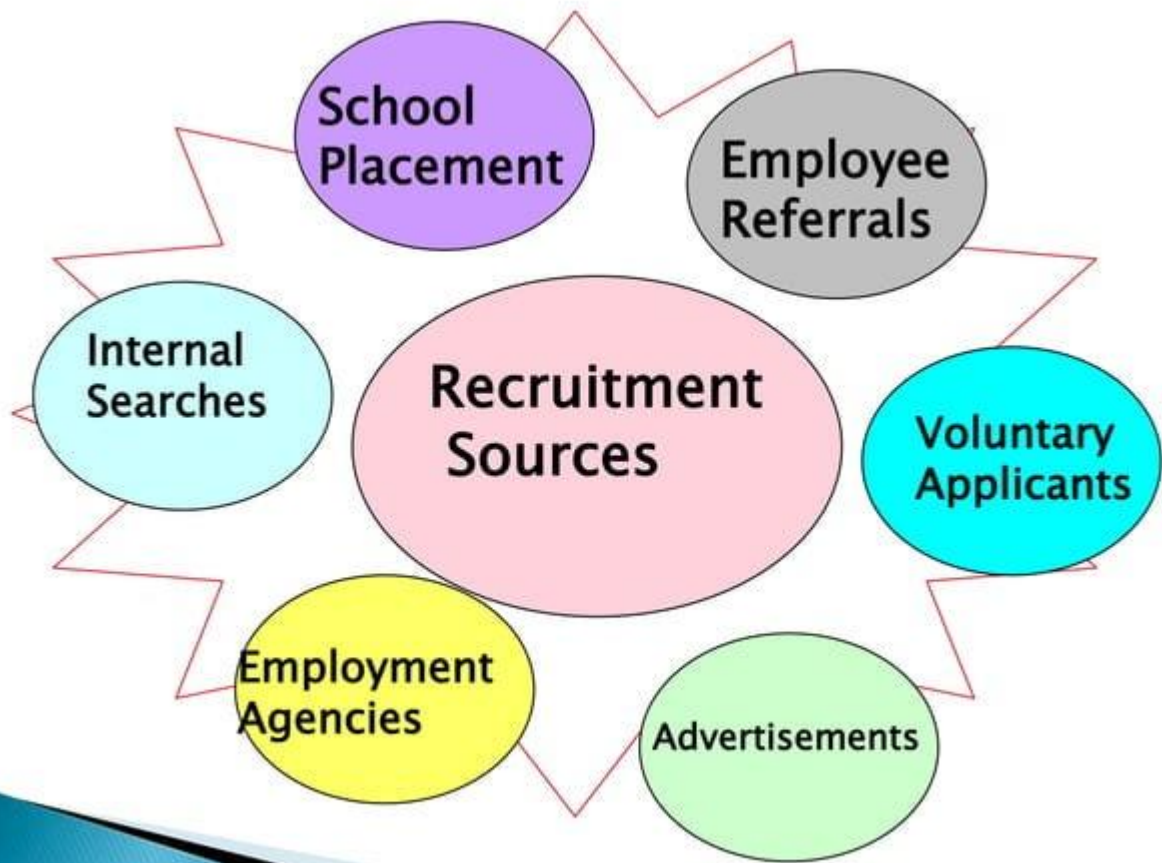 School
Placement
Employee
Referrals
Internal
Searches
Recruitment
Sources
Voluntary
Applicants
Employment
Agencies
Advertisements